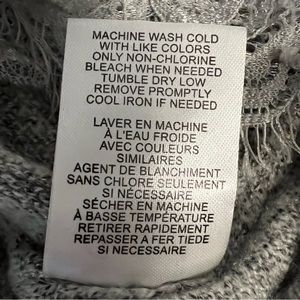 MACHINE WASH COLD
WITH LIKE COLORS
ONLY NON-CHLORINE
BLEACH WHEN NEEDED
TUMBLE DRY LOW
REMOVE PROMPTLY
COOL IRON IF NEEDED
LAVER EN MACHINE
À L'EAU FROIDE
AVEC COULEURS
SIMILAIRES
AGENT DE BLANCHIMENT
SANS CHLORE SEULEMENT
SI NÉCESSAIRE
SÉCHER EN MACHINE
À BASSE TEMPÉRATURE
RETIRER RAPIDEMENT
REPASSER A FER TIEDE
SI NECESSAIRE